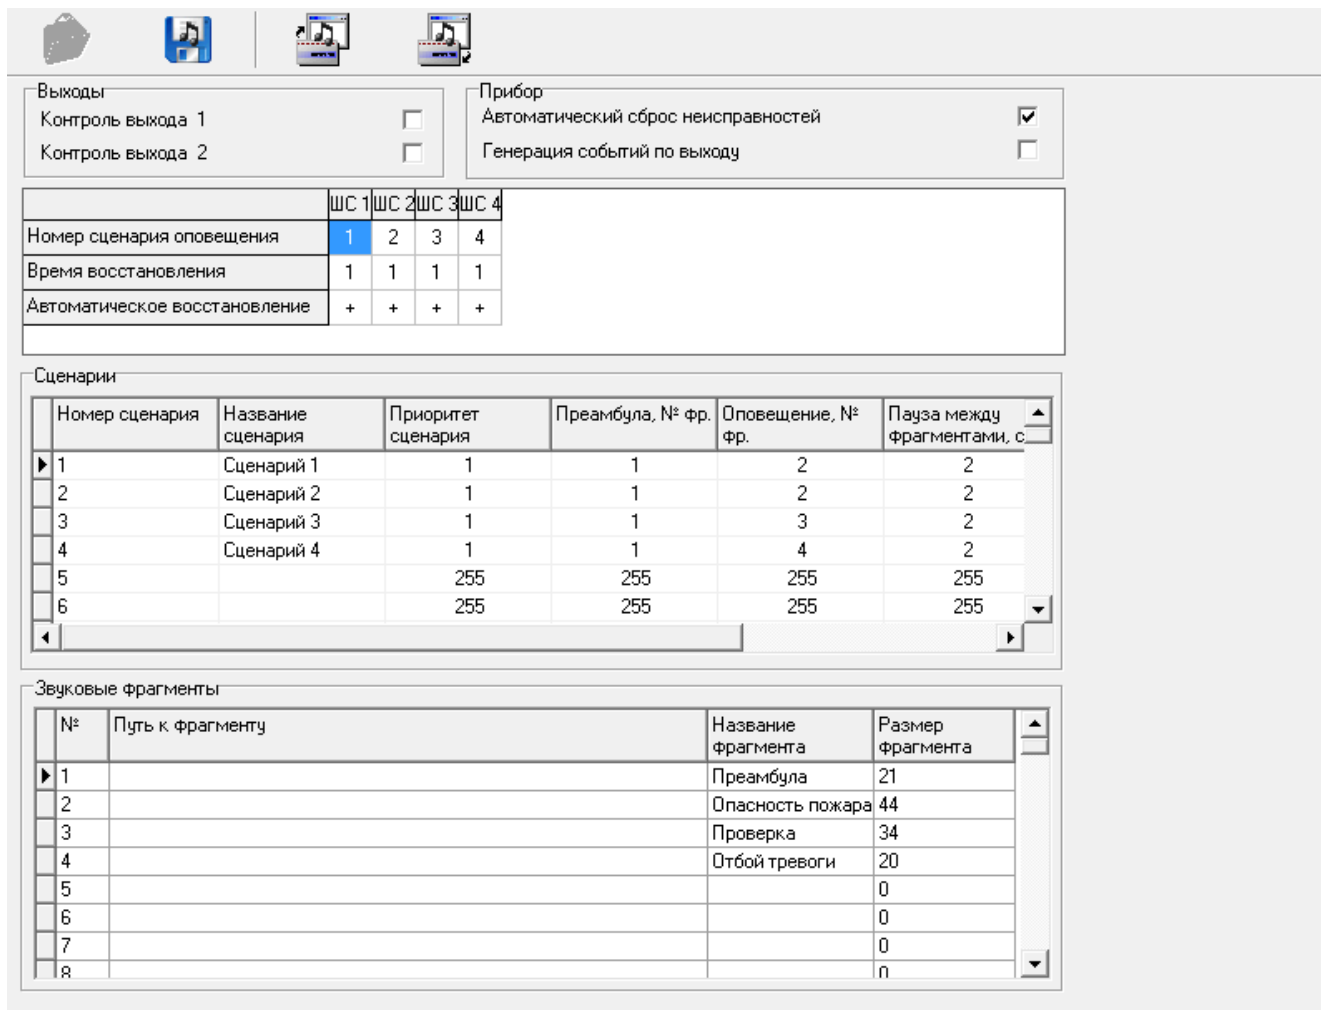 Выходы
Контроль выхода 1
Контроль выхода 2
Прибор
Автоматический сброс неисправностей
Генерация событий по выходу
ШС 1 ШС 2 ШС 3 ШС 4
Номер сценария оповещения 1 2 3 4
Время восстановления 1 1 1 1
Автоматическое восстановление + + + +
Сценарии
Номер сценария Название сценария Приоритет сценария Преамбула, № фр. Оповещение, № фр. Пауза между фрагментами, с
1 Сценарий 1 1 1 2 2
2 Сценарий 2 1 1 2 2
3 Сценарий 3 1 1 3 2
4 Сценарий 4 1 1 4 2
5 255 255 255 255
6 255 255 255 255
Звуковые фрагменты
№ Путь к фрагменту Название фрагмента Размер фрагмента
1 Преамбула 21
2 Опасность пожара 44
3 Проверка 34
4 Отбой тревоги 20
5 0
6 0
7 0
8 0